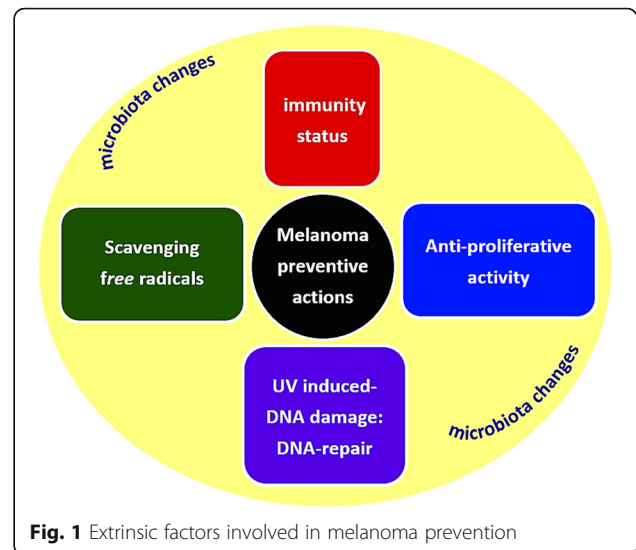 microbiota changes
immunity
status
Scavenging
free radicals
Melanoma
preventive
actions
Anti-proliferative
activity
UV induced-
DNA damage:
DNA-repair
microbiota changes
Fig. 1 Extrinsic factors involved in melanoma prevention